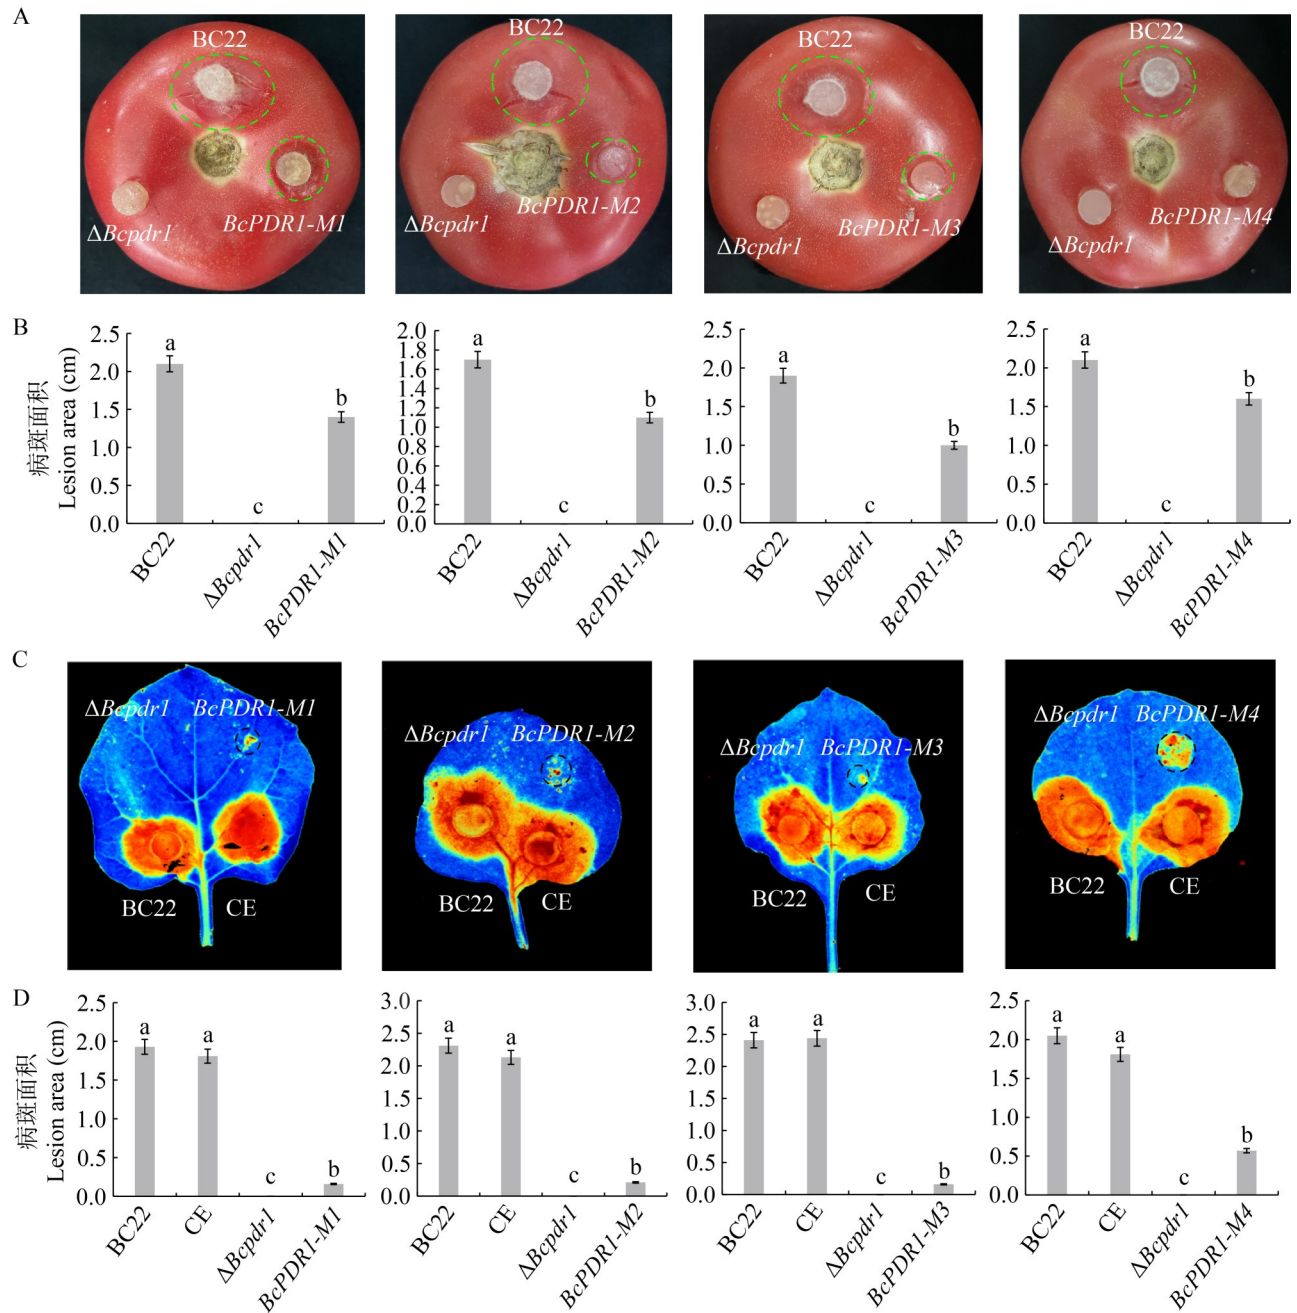 A
BC22
ΔBcpdr1
BcPDR1-M1
BC22
ΔBcpdr1
BcPDR1-M2
BC22
ΔBcpdr1
BcPDR1-M3
BC22
ΔBcpdr1
BcPDR1-M4
B
病斑面积
Lesion area (cm)
2.5
2.0
1.5
1.0
0.5
0.0
a
c
b
BC22
ΔBcpdr1
BcPDR1-M1
2.0
1.8
1.6
1.4
1.2
1.0
0.8
0.6
0.4
0.2
0.0
a
c
b
BC22
ΔBcpdr1
BcPDR1-M2
2.5
2.0
1.5
1.0
0.5
0.0
a
c
b
BC22
ΔBcpdr1
BcPDR1-M3
2.5
2.0
1.5
1.0
0.5
0.0
a
c
b
BC22
ΔBcpdr1
BcPDR1-M4
C
ΔBcpdr1 BcPDR1-M1
BC22 CE
ΔBcpdr1 BcPDR1-M2
BC22 CE
ΔBcpdr1 BcPDR1-M3
BC22 CE
ΔBcpdr1 BcPDR1-M4
BC22 CE
D
病斑面积
Lesion area (cm)
2.5
2.0
1.5
1.0
0.5
0.0
a
a
c
b
BC22
CE
ΔBcpdr1
BcPDR1-M1
3.0
2.5
2.0
1.5
1.0
0.5
0.0
a
a
c
b
BC22
CE
ΔBcpdr1
BcPDR1-M2
3.0
2.5
2.0
1.5
1.0
0.5
0.0
a
a
c
b
BC22
CE
ΔBcpdr1
BcPDR1-M3
2.5
2.0
1.5
1.0
0.5
0.0
a
a
c
b
BC22
CE
ΔBcpdr1
BcPDR1-M4